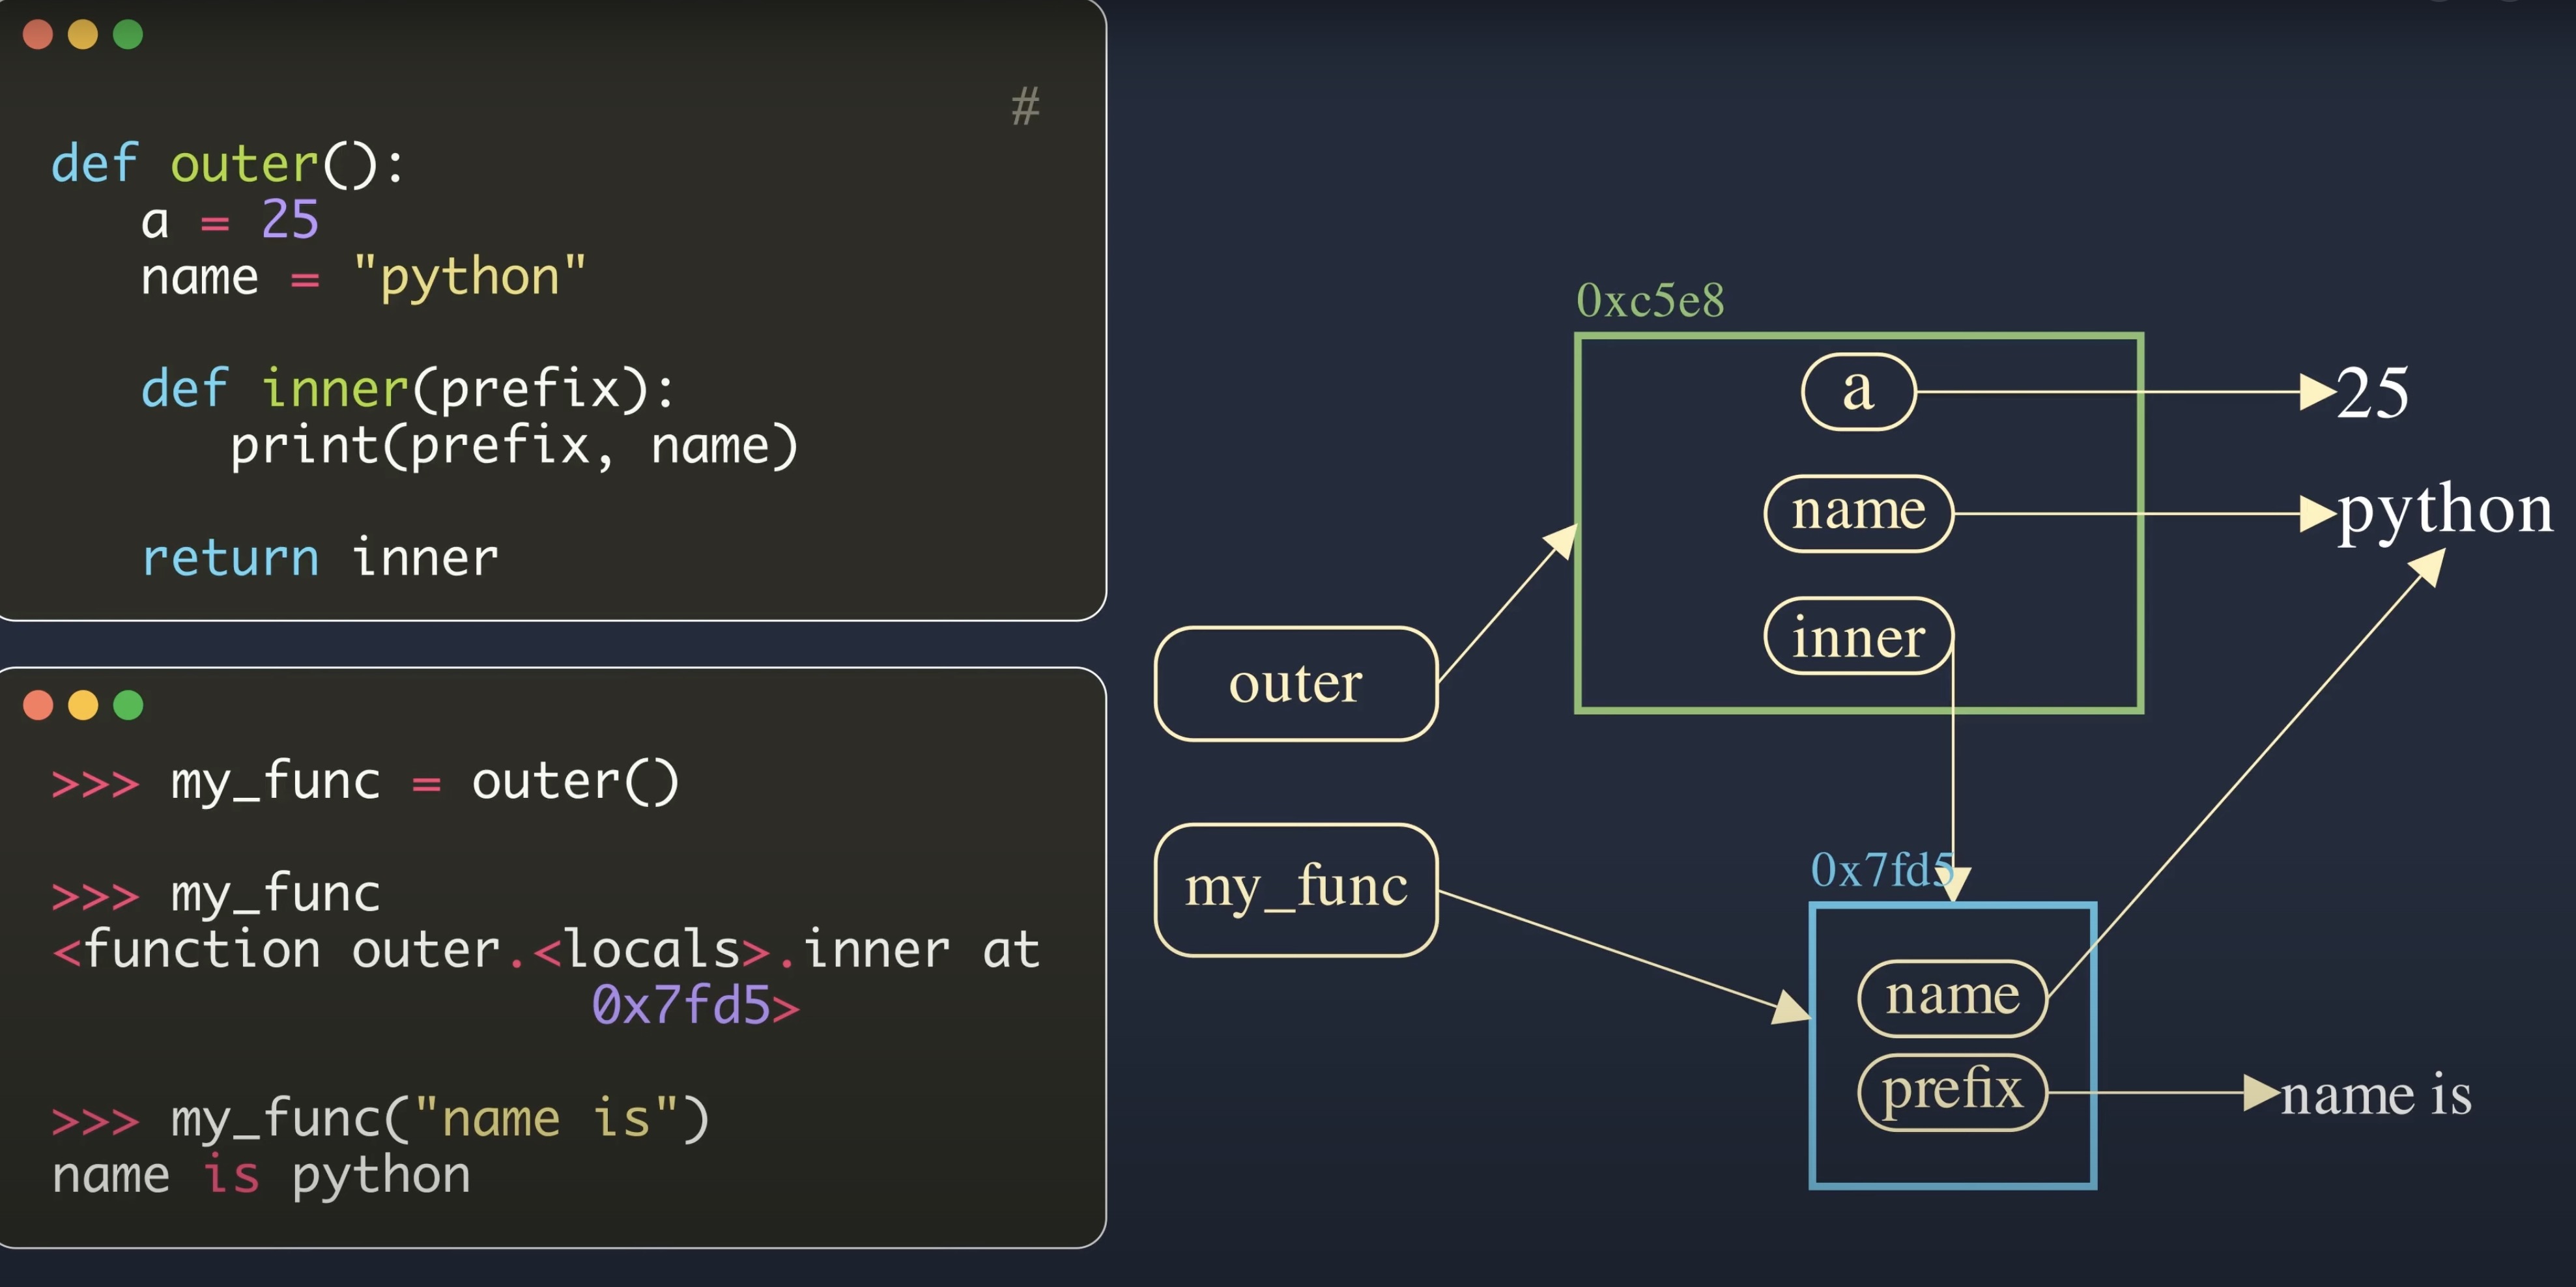 #
def outer():
a = 25
name = "python"
def inner(prefix):
print(prefix, name)
return inner
>>> my_func = outer()
>>> my_func
<function outer.<locals>.inner at
0x7fd5>
>>> my_func("name is")
name is python
0xc5e8
a
25
name
python
inner
outer
my_func
0x7fd5
name
prefix
name is